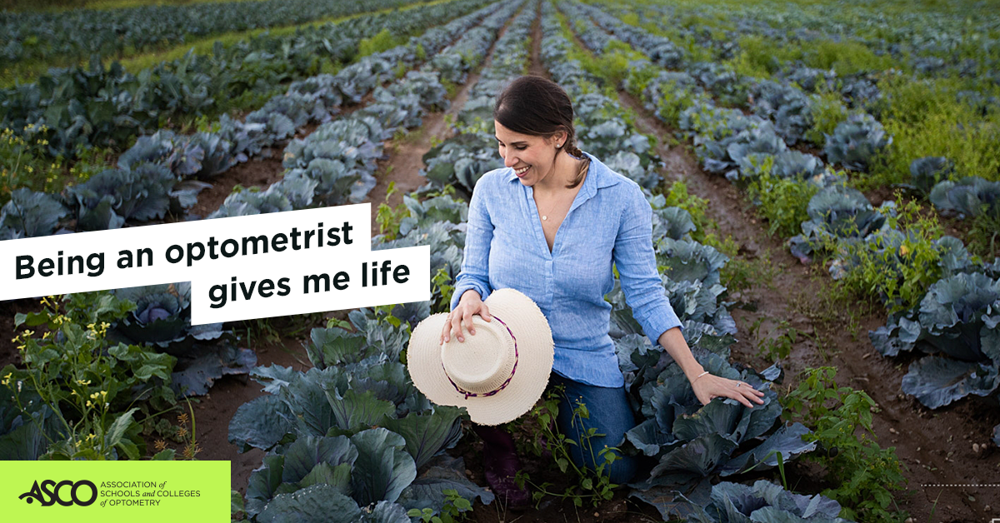 Being an optometrist
gives me life
ASCO
ASSOCIATION of
SCHOOLS and COLLEGES
of OPTOMETRY